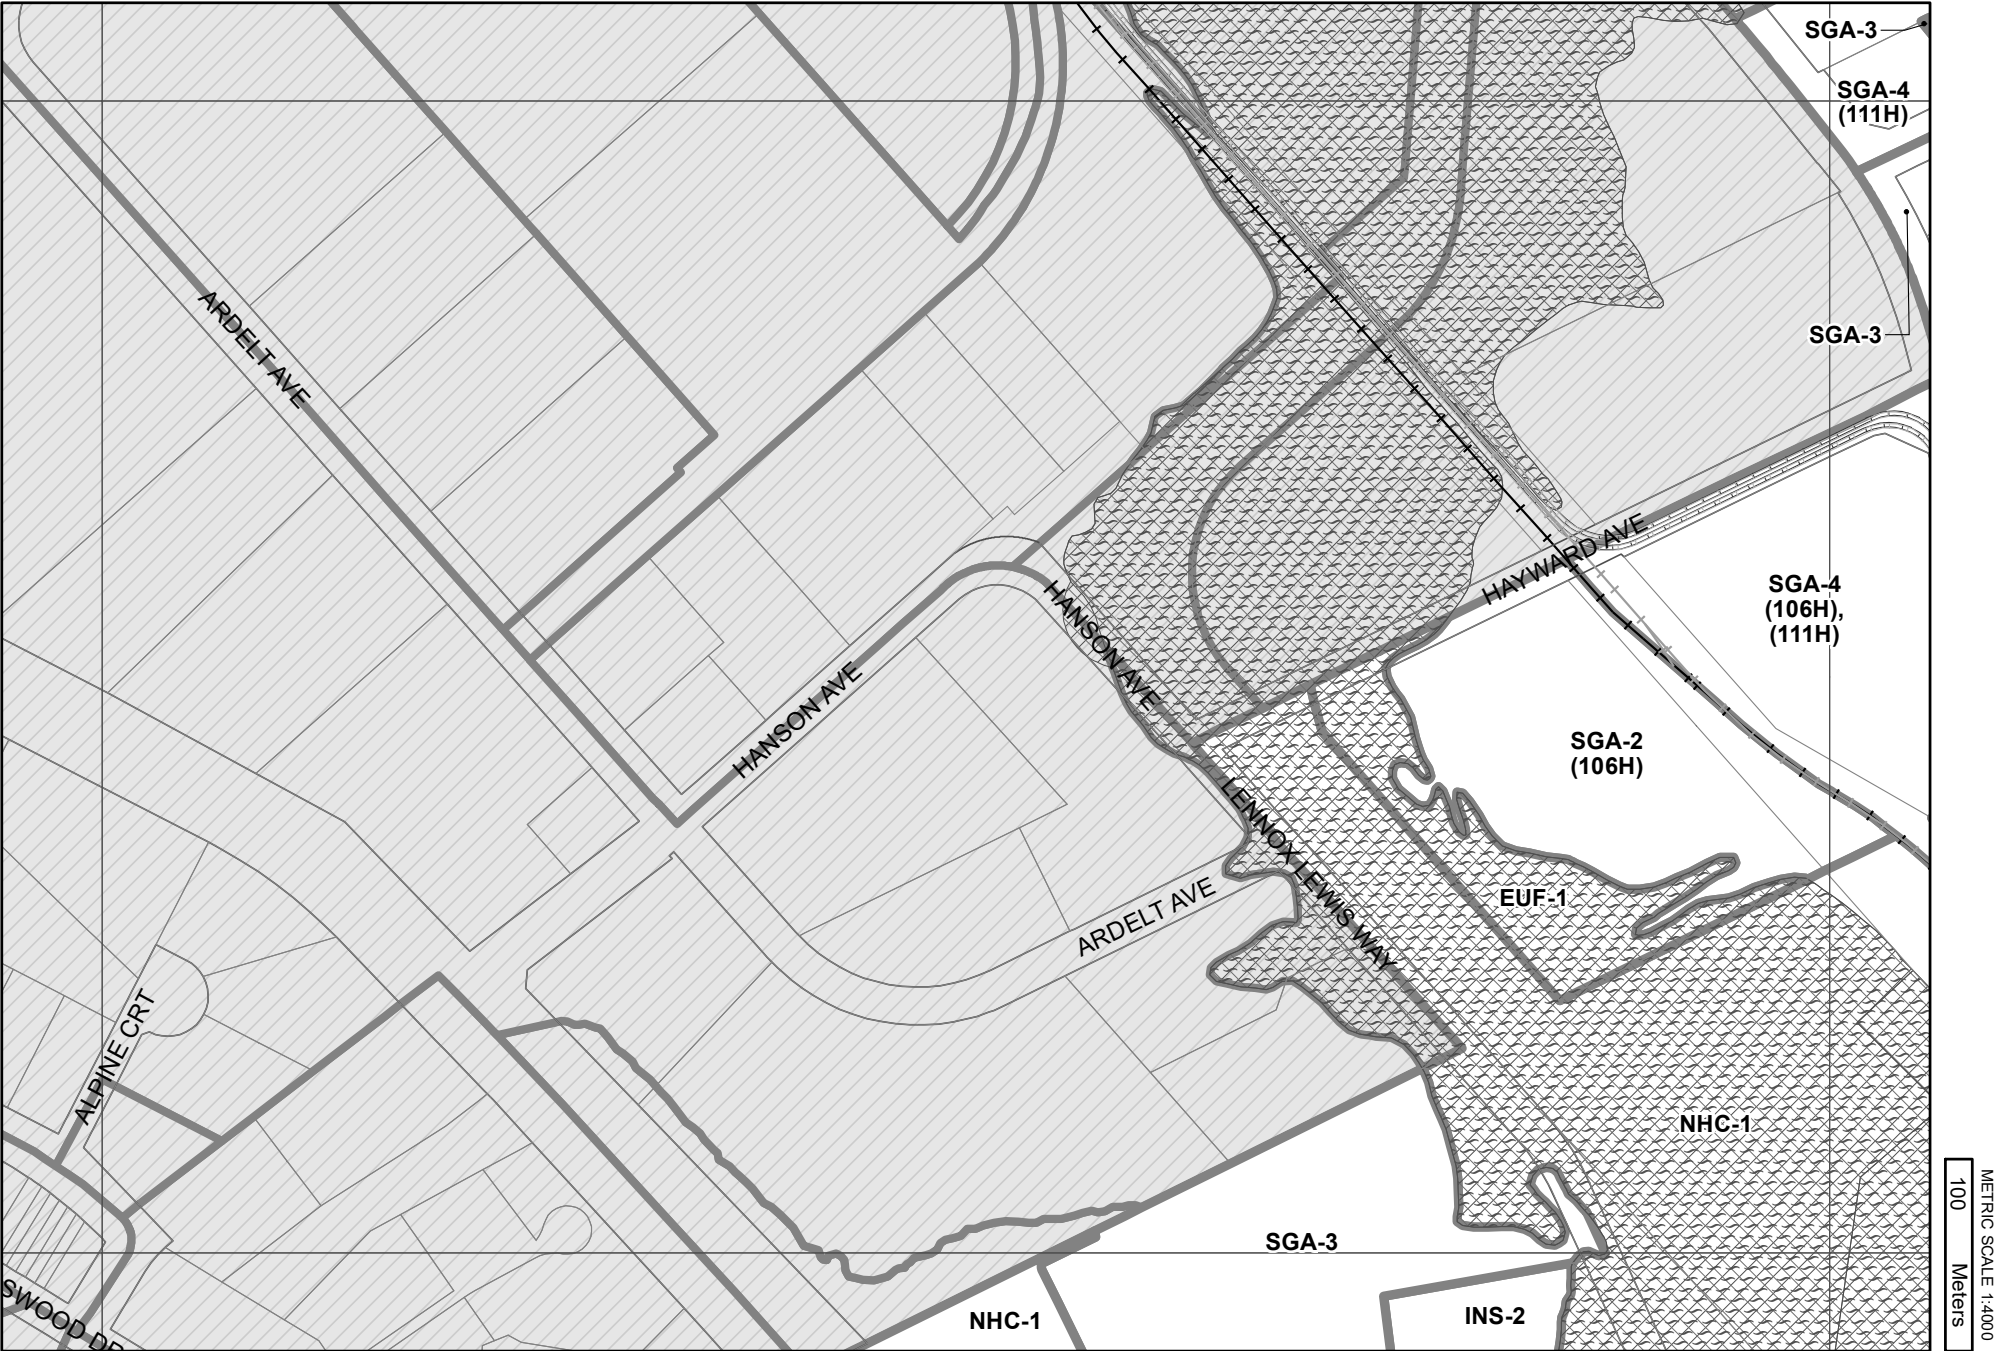 SGA-3
SGA-4
(111H)
SGA-3
ARDELT AVE
HAYWARD AVE
SGA-4
(106H),
(111H)
HANSON AVE
HANSON AVE
SGA-2
(106H)
LENNOX LEWIS WAY
EUF-1
ARDELT AVE
ALPINE CRT
NHC-1
SGA-3
SWOOD DR
NHC-1
INS-2
METRIC SCALE 1:4000
100 Meters